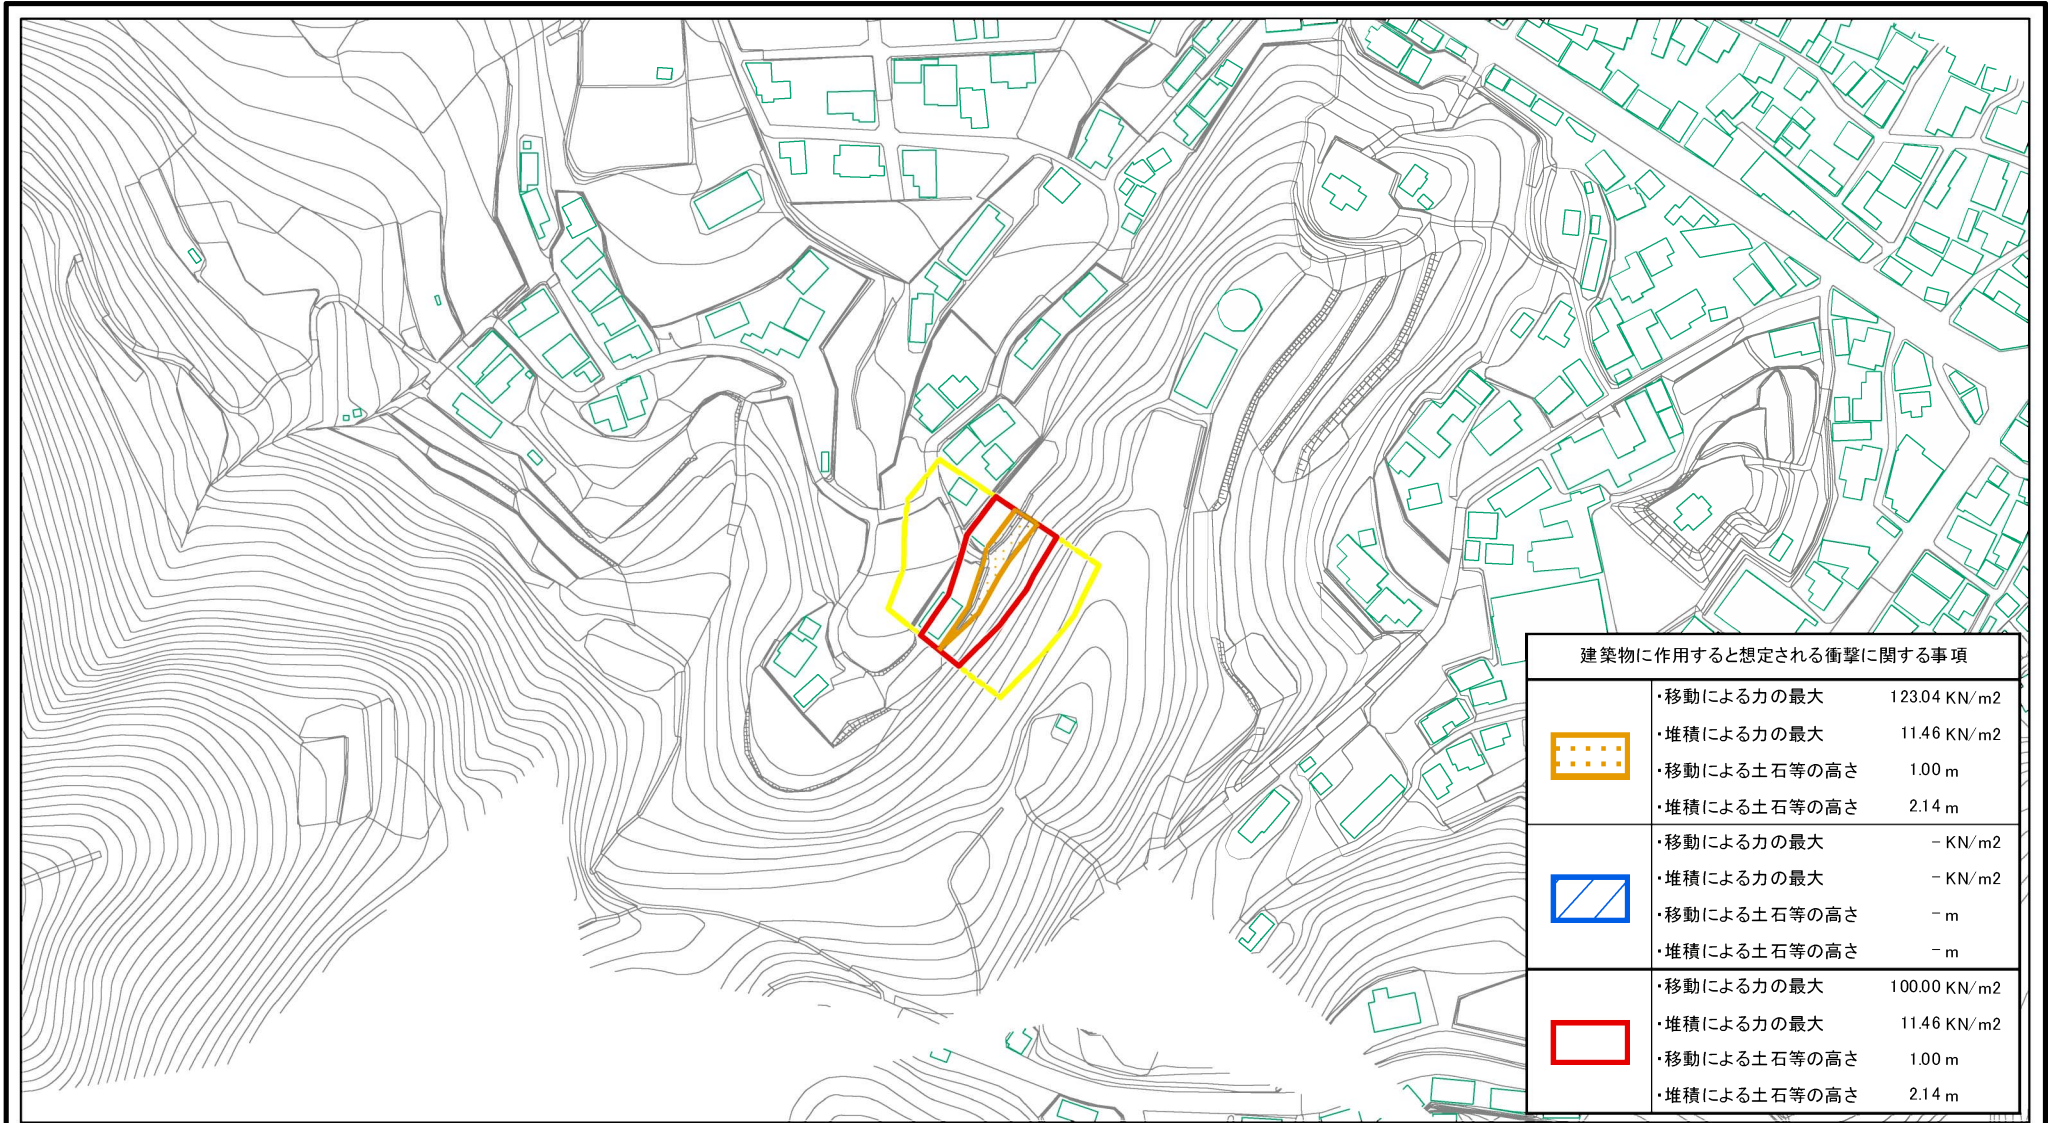 建築物に作用すると想定される衝撃に関する事項
・移動による力の最大 123.04 KN/m2
・堆積による力の最大 11.46 KN/m2
・移動による土石等の高さ 1.00 m
・堆積による土石等の高さ 2.14 m
・移動による力の最大 - KN/m2
・堆積による力の最大 - KN/m2
・移動による土石等の高さ - m
・堆積による土石等の高さ - m
・移動による力の最大 100.00 KN/m2
・堆積による力の最大 11.46 KN/m2
・移動による土石等の高さ 1.00 m
・堆積による土石等の高さ 2.14 m